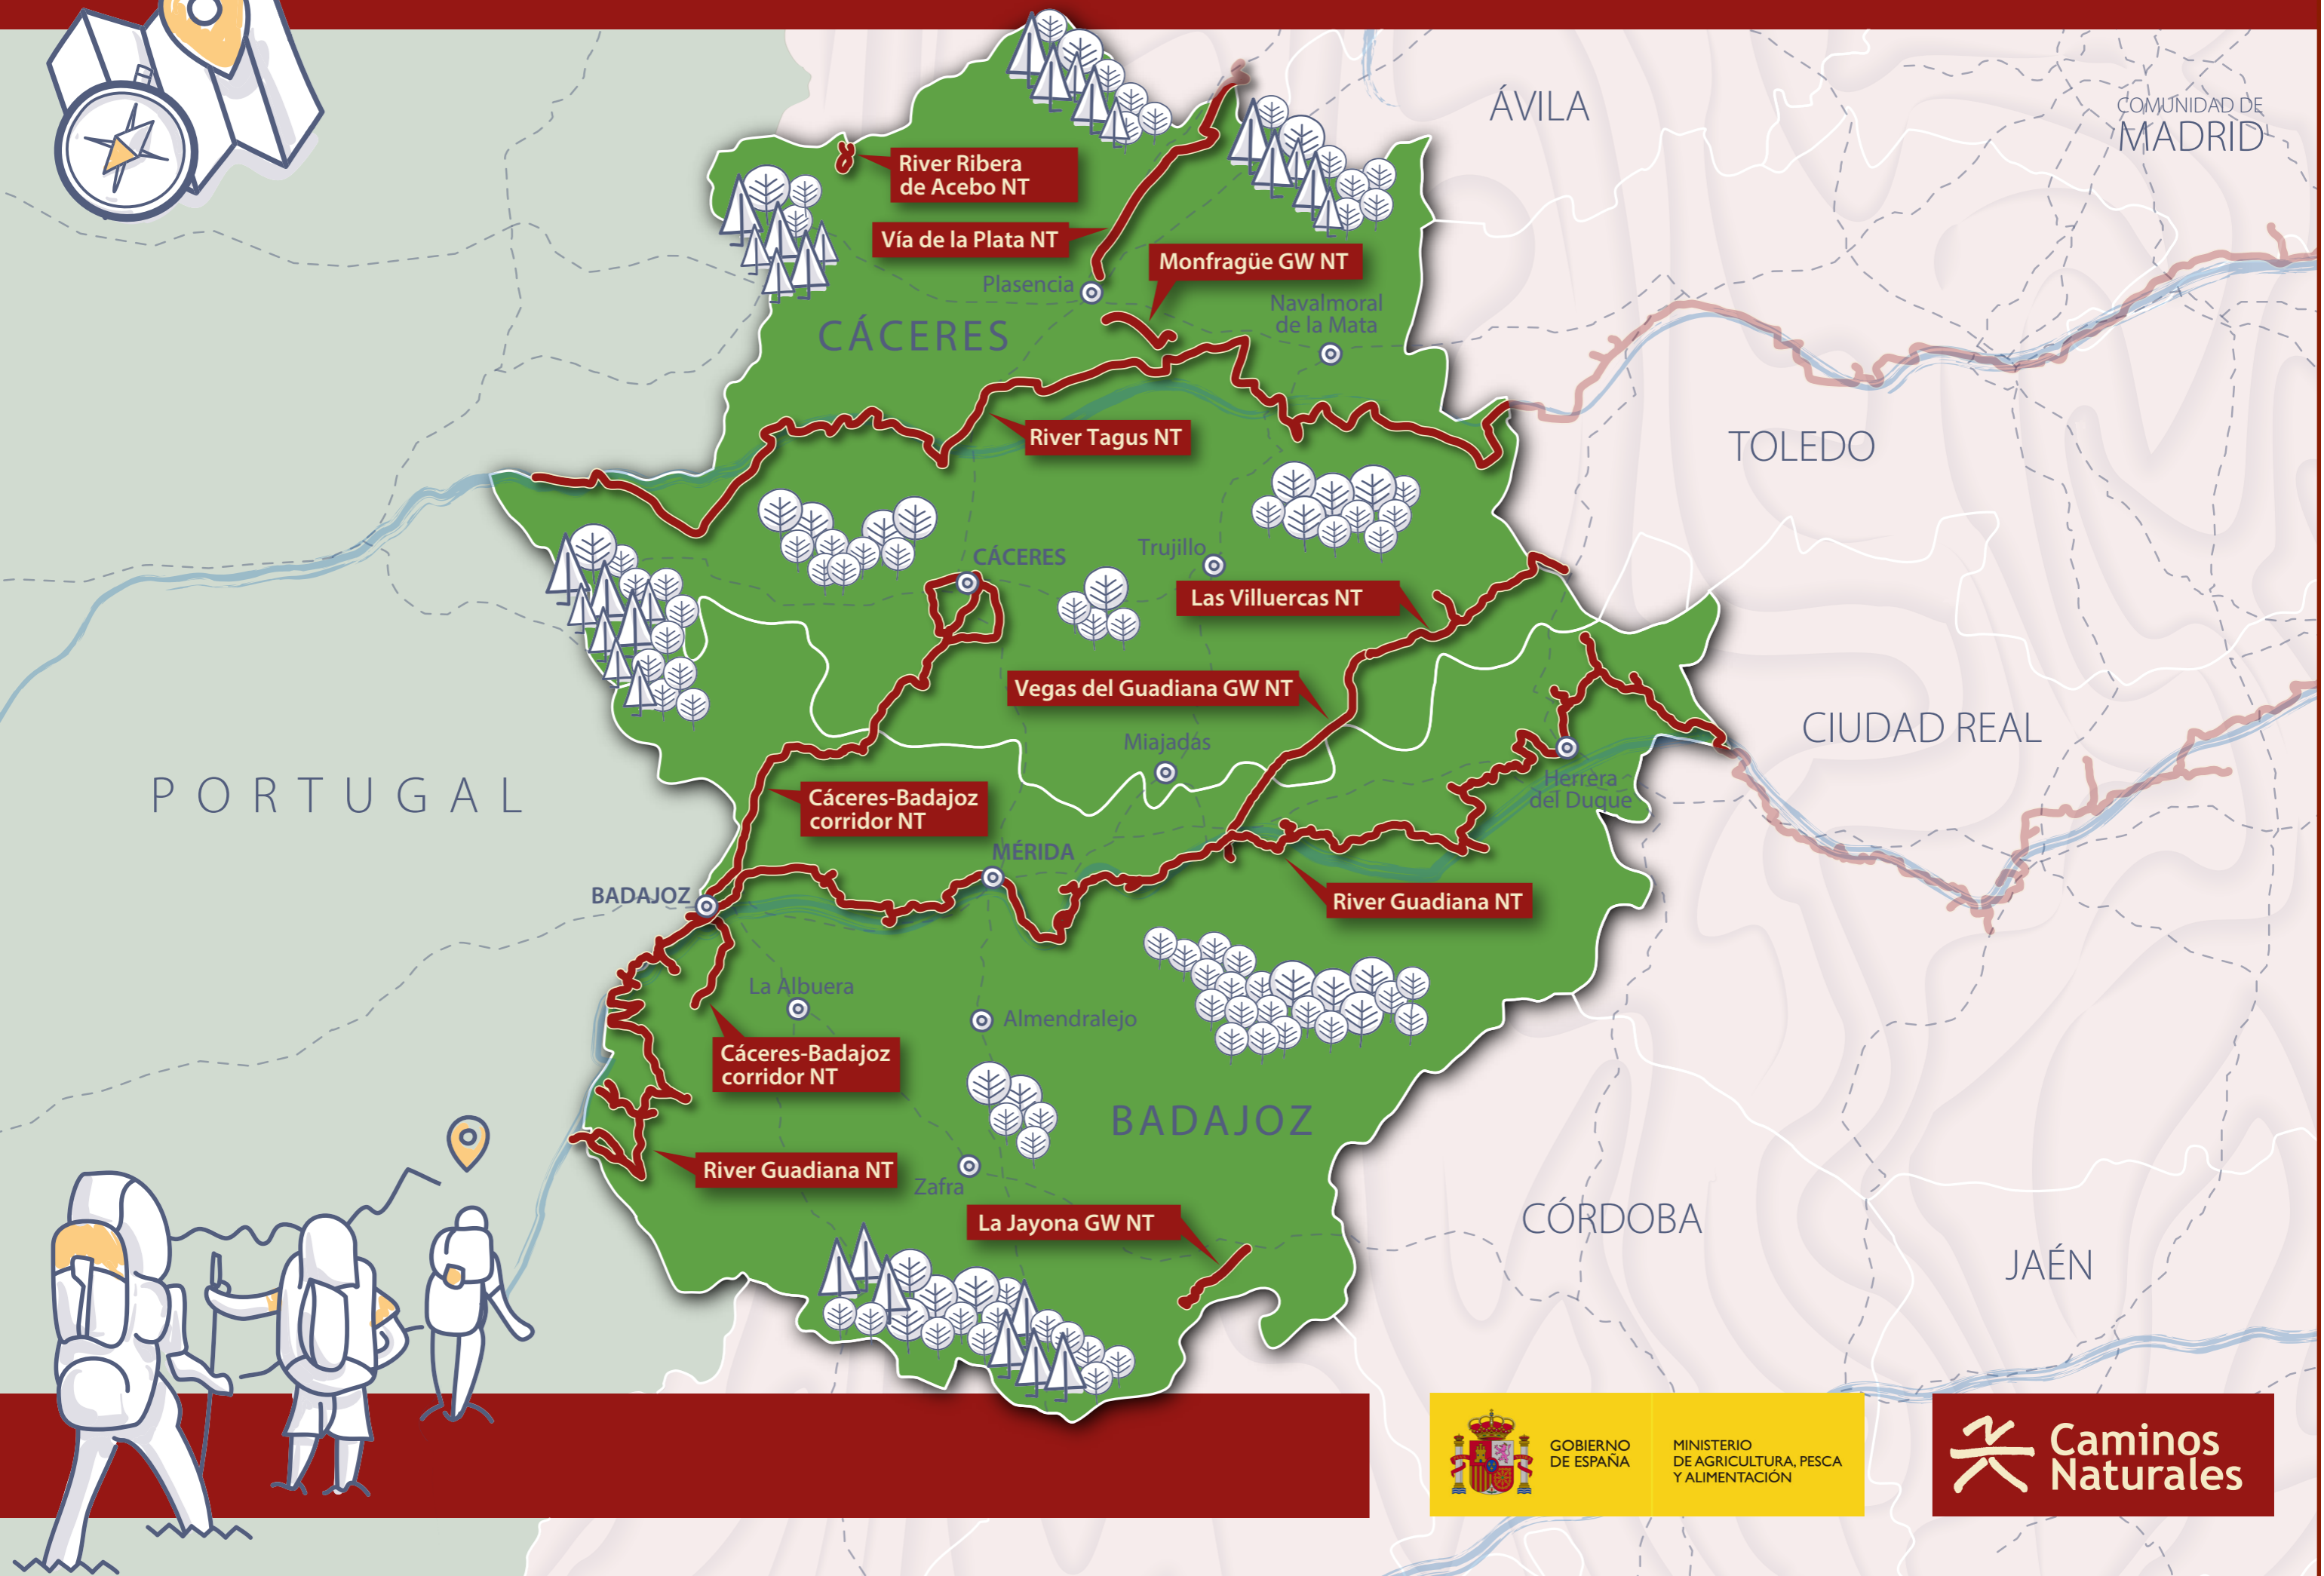 ÁVILA
COMUNIDAD DE
MADRID
River Ribera
de Acebo NT
Vía de la Plata NT
Monfragüe GW NT
Plasencia
Navalmoral
de la Mata
CÁCERES
River Tagus NT
TOLEDO
CÁCERES
Trujillo
Las Villuercas NT
Vegas del Guadiana GW NT
CIUDAD REAL
Miajadás
PORTUGAL
Herrera
del Duque
Cáceres-Badajoz
corridor NT
MÉRIDA
BADAJOZ
River Guadiana NT
La Albuera
Almendralejo
Cáceres-Badajoz
corridor NT
BADAJOZ
River Guadiana NT
Zafra
La Jayona GW NT
CÓRDOBA
JAÉN
GOBIERNO
DE ESPAÑA
MINISTERIO
DE AGRICULTURA, PESCA
Y ALIMENTACIÓN
Caminos
Naturales